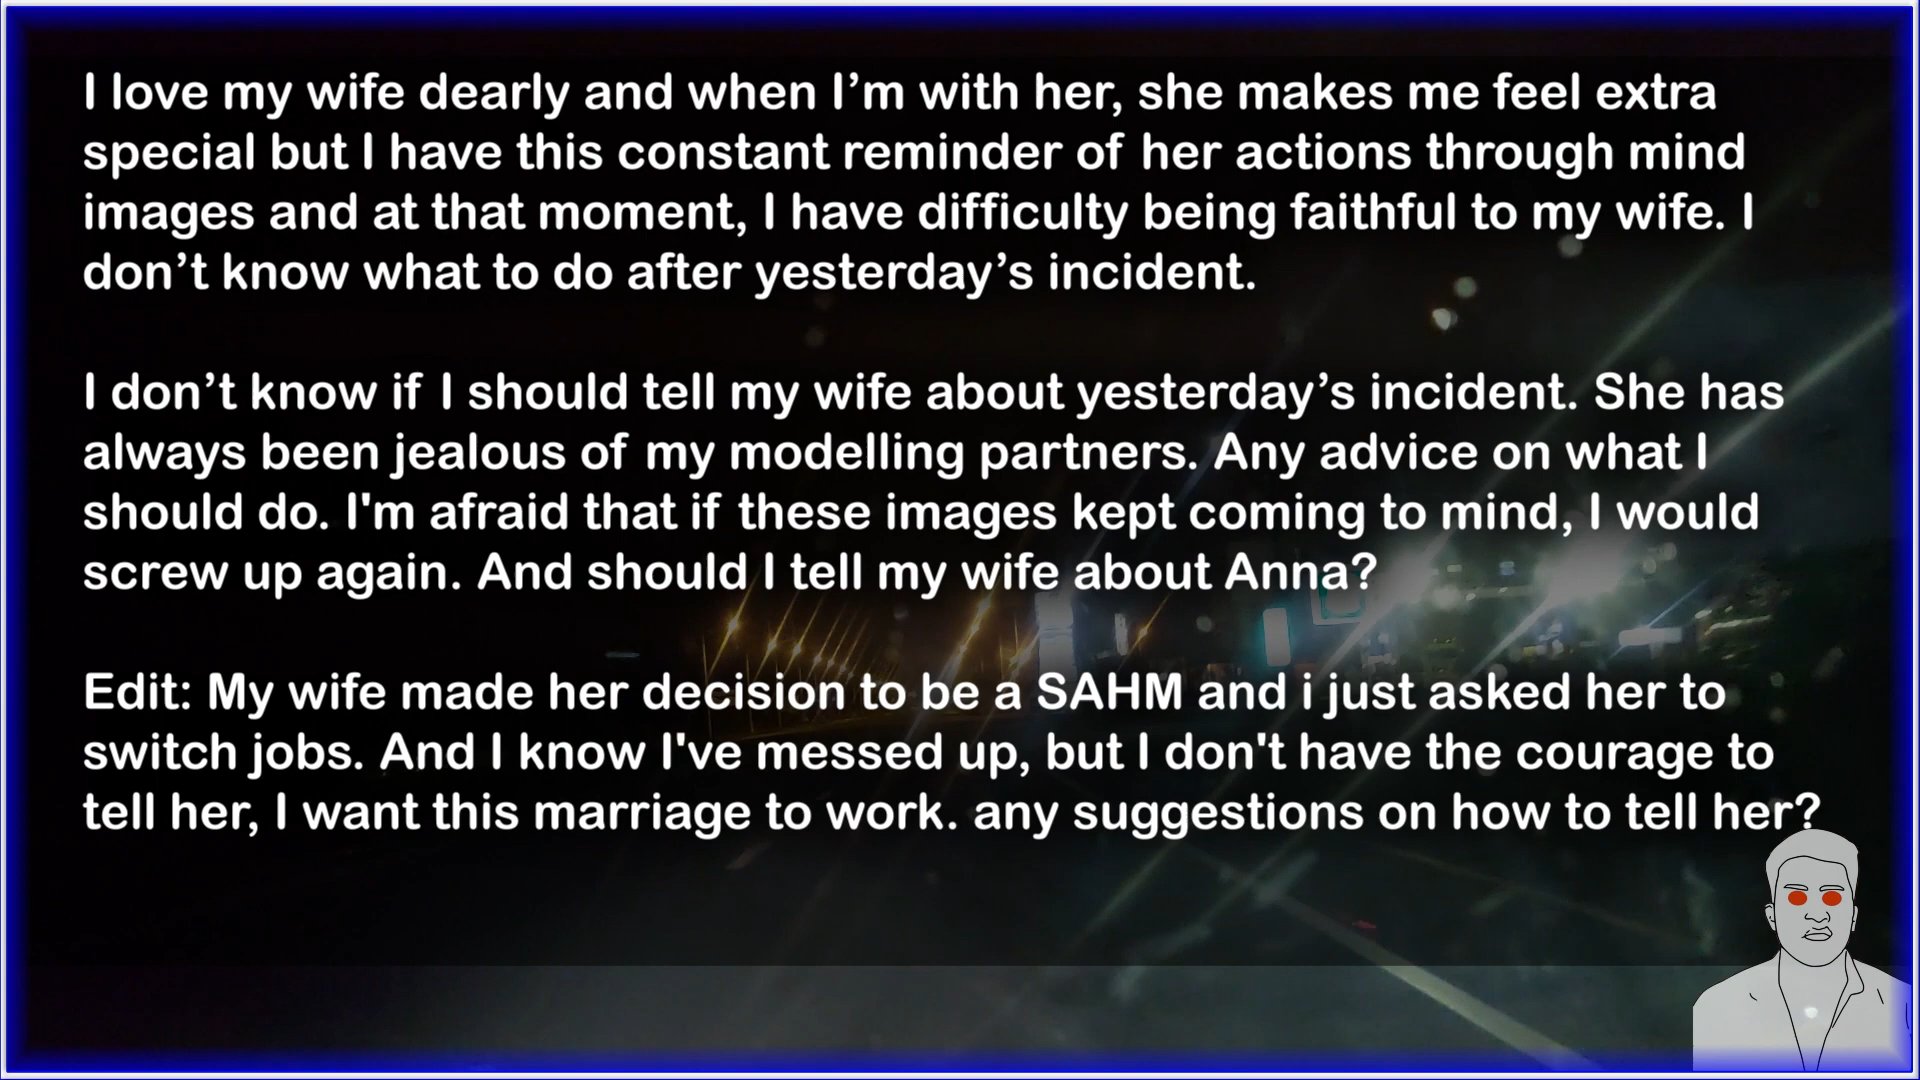 I love my wife dearly and when I’m with her, she makes me feel extra
special but I have this constant reminder of her actions through mind
images and at that moment, I have difficulty being faithful to my wife. I
don’t know what to do after yesterday’s incident.
I don’t know if I should tell my wife about yesterday’s incident. She has
always been jealous of my modelling partners. Any advice on what I
should do. I'm afraid that if these images kept coming to mind, I would
screw up again. And should I tell my wife about Anna?
Edit: My wife made her decision to be a SAHM and i just asked her to
switch jobs. And I know I've messed up, but I don't have the courage to
tell her, I want this marriage to work. any suggestions on how to tell her?